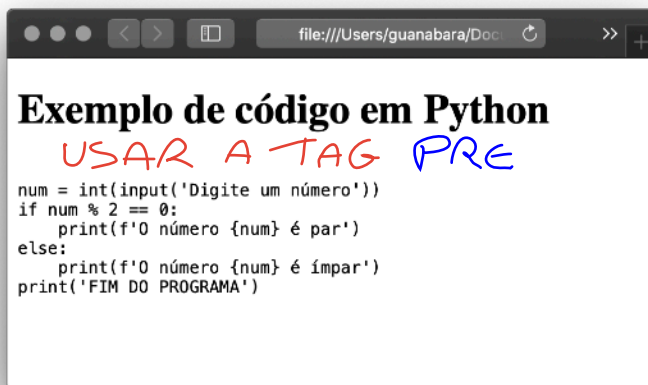 file:///Users/guanabara/Doc
Exemplo de código em Python
USAR A TAG PRE
num = int(input('Digite um número'))
if num % 2 == 0:
    print(f'O número {num} é par')
else:
    print(f'O número {num} é ímpar')
print('FIM DO PROGRAMA')